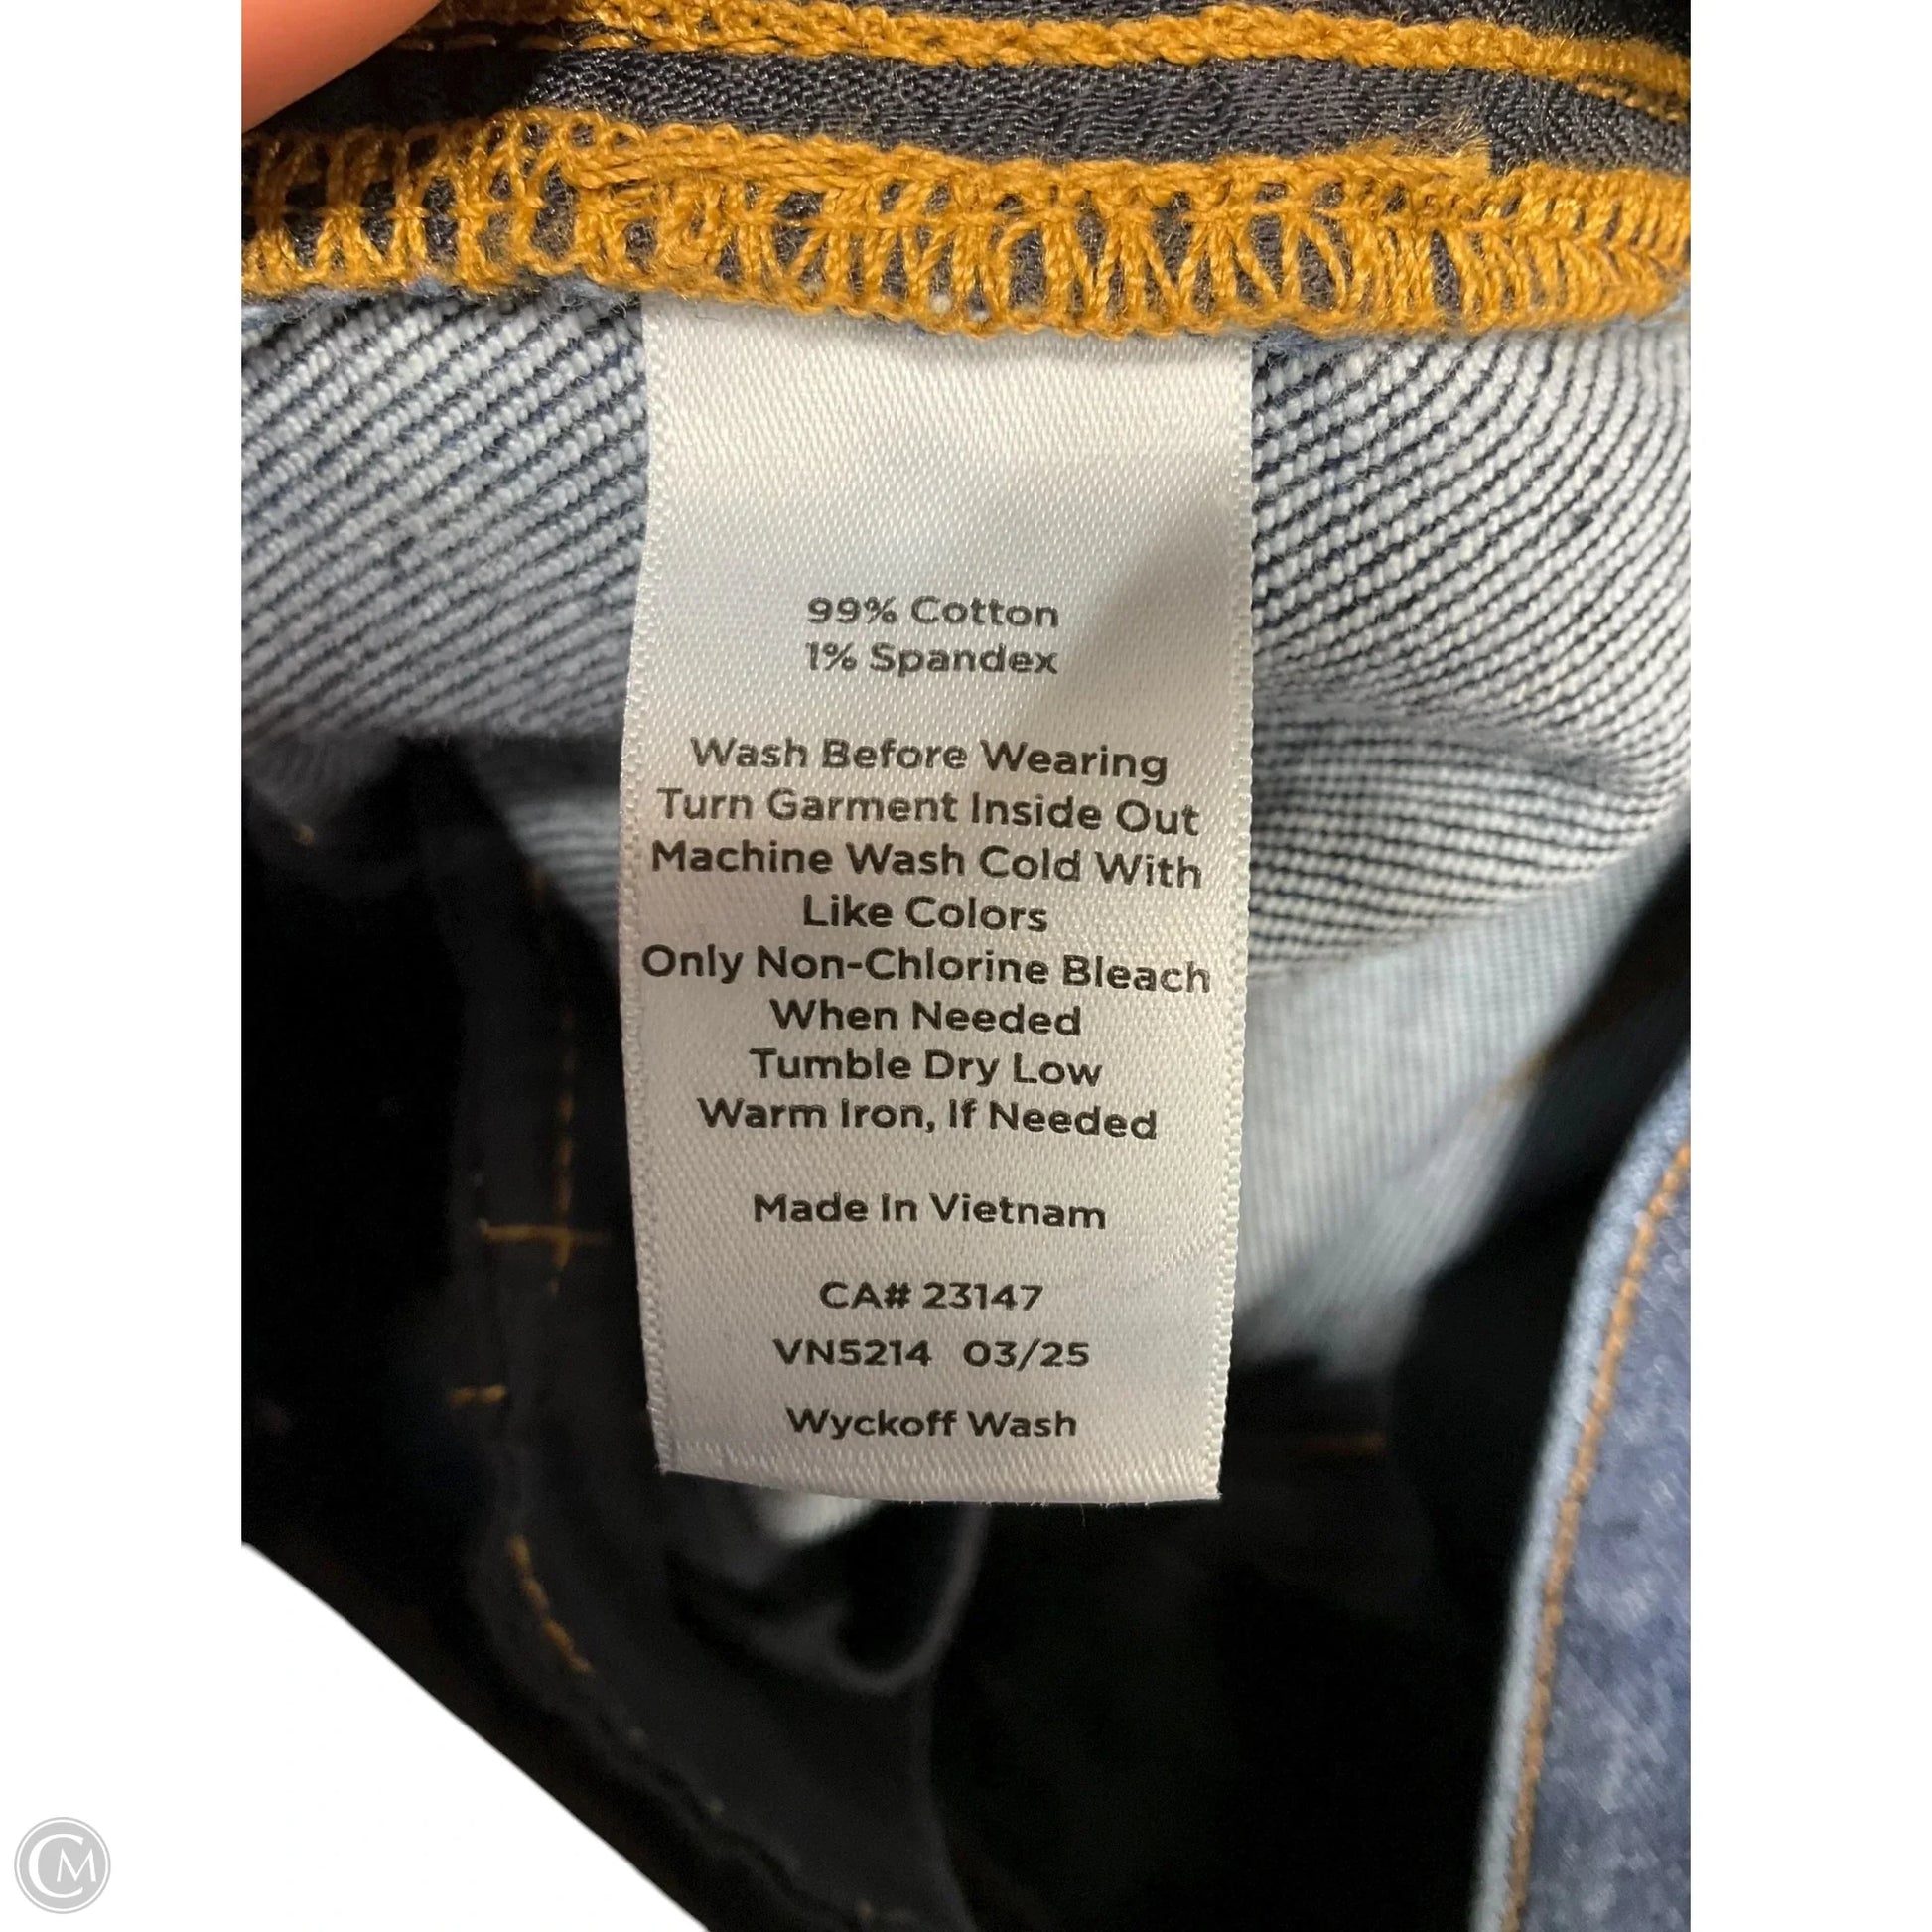 99% Cotton
1% Spandex
Wash Before Wearing
Turn Garment Inside Out
Machine Wash Cold With
Like Colors
Only Non-Chlorine Bleach
When Needed
Tumble Dry Low
Warm Iron, If Needed
Made In Vietnam
CA# 23147
VN5214 03/25
Wyckoff Wash
CM